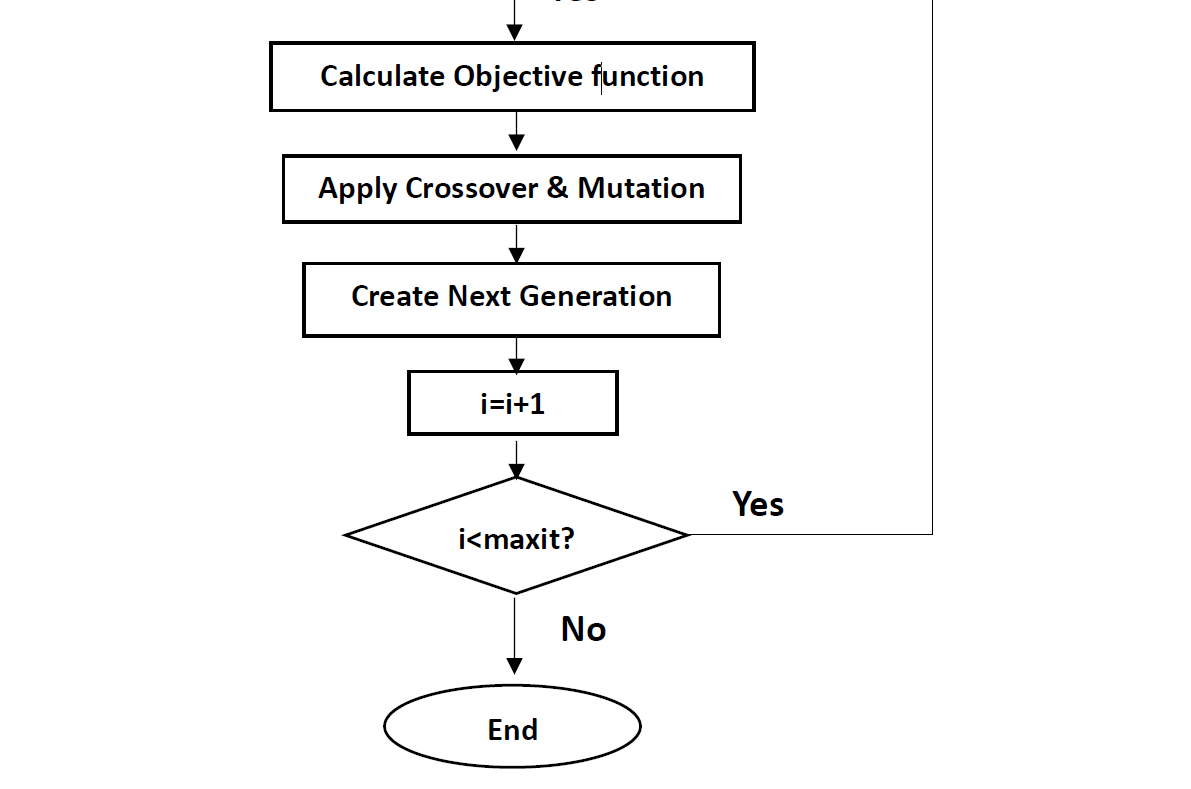 Calculate Objective function
Apply Crossover & Mutation
Create Next Generation
i=i+1
i<maxit?
Yes
No
End